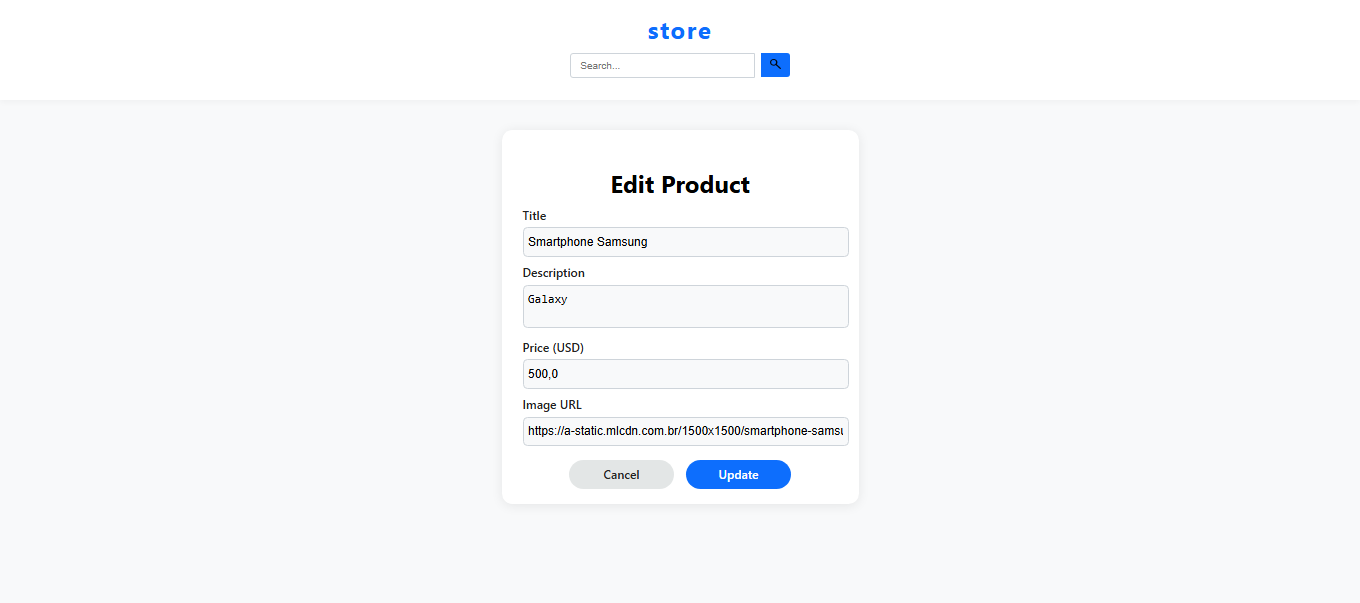 store
Search...
Edit Product
Title
Smartphone Samsung
Description
Galaxy
Price (USD)
500,0
Image URL
https://a-static.mlcdn.com.br/1500x1500/smartphone-samsu
Cancel Update